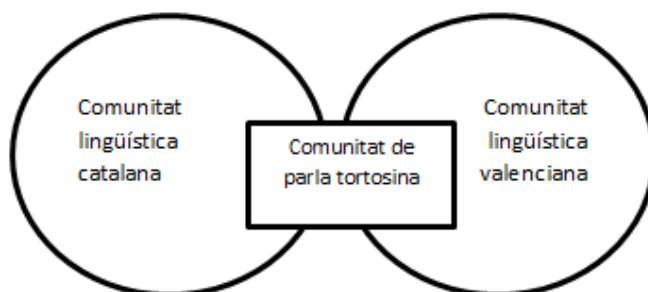 Comunitat
lingüística
catalana
Comunitat de
parla tortosina
Comunitat
lingüística
valenciana